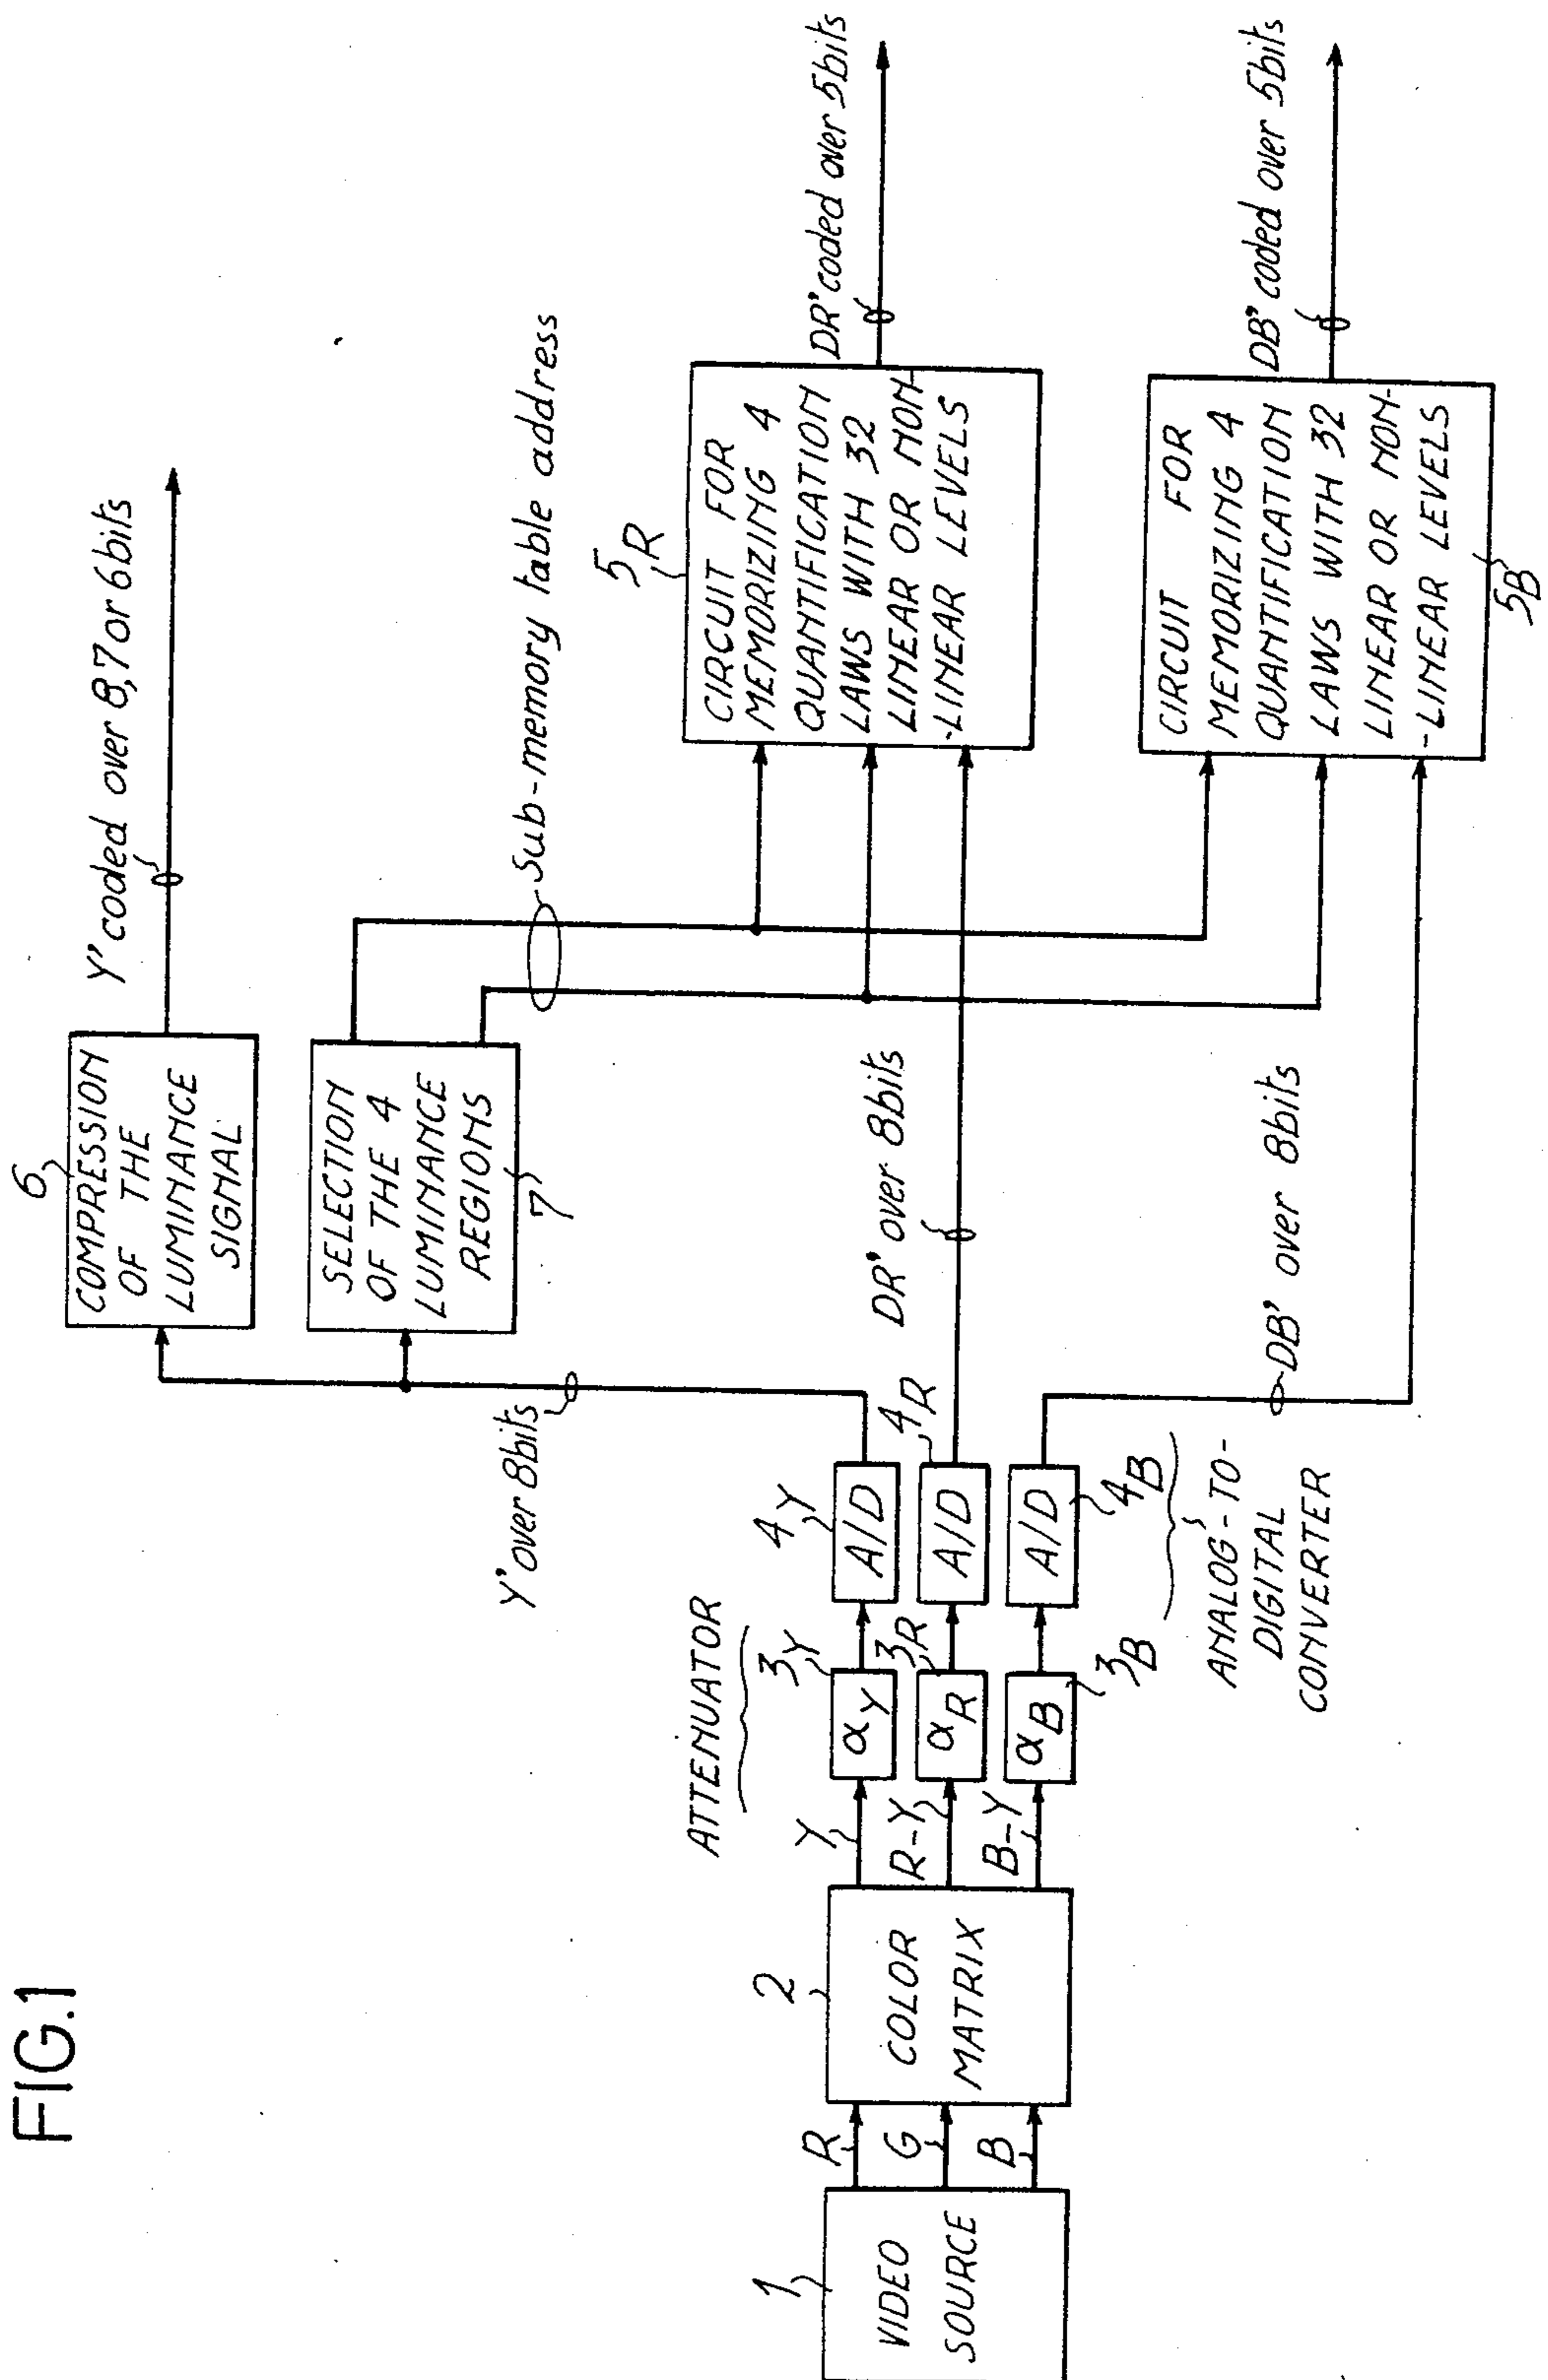 FIG.1
1
VIDEO
SOURCE
R
G
B
2
COLOR
MATRIX
Y
R-Y
B-Y
ATTENUATOR
3Y
αY
3R
αR
3B
αB
4Y
A/D
4R
A/D
4B
A/D
ANALOG-TO-
DIGITAL
CONVERTER
Y' over 8bits
DR' over 8bits
DB' over 8bits
6
COMPRESSION
OF THE
LUMINANCE
SIGNAL
Y' coded over 8,7 or 6bits
SELECTION
OF THE 4
LUMINANCE
REGIONS
7
Sub-memory table address
5R
CIRCUIT FOR
MEMORIZING 4
QUANTIFICATION
LAWS WITH 32
LINEAR OR NON-
-LINEAR LEVELS
DR' coded over 5bits
CIRCUIT FOR
MEMORIZING 4
QUANTIFICATION
LAWS WITH 32
LINEAR OR NON-
-LINEAR LEVELS
5B
DB' coded over 5bits